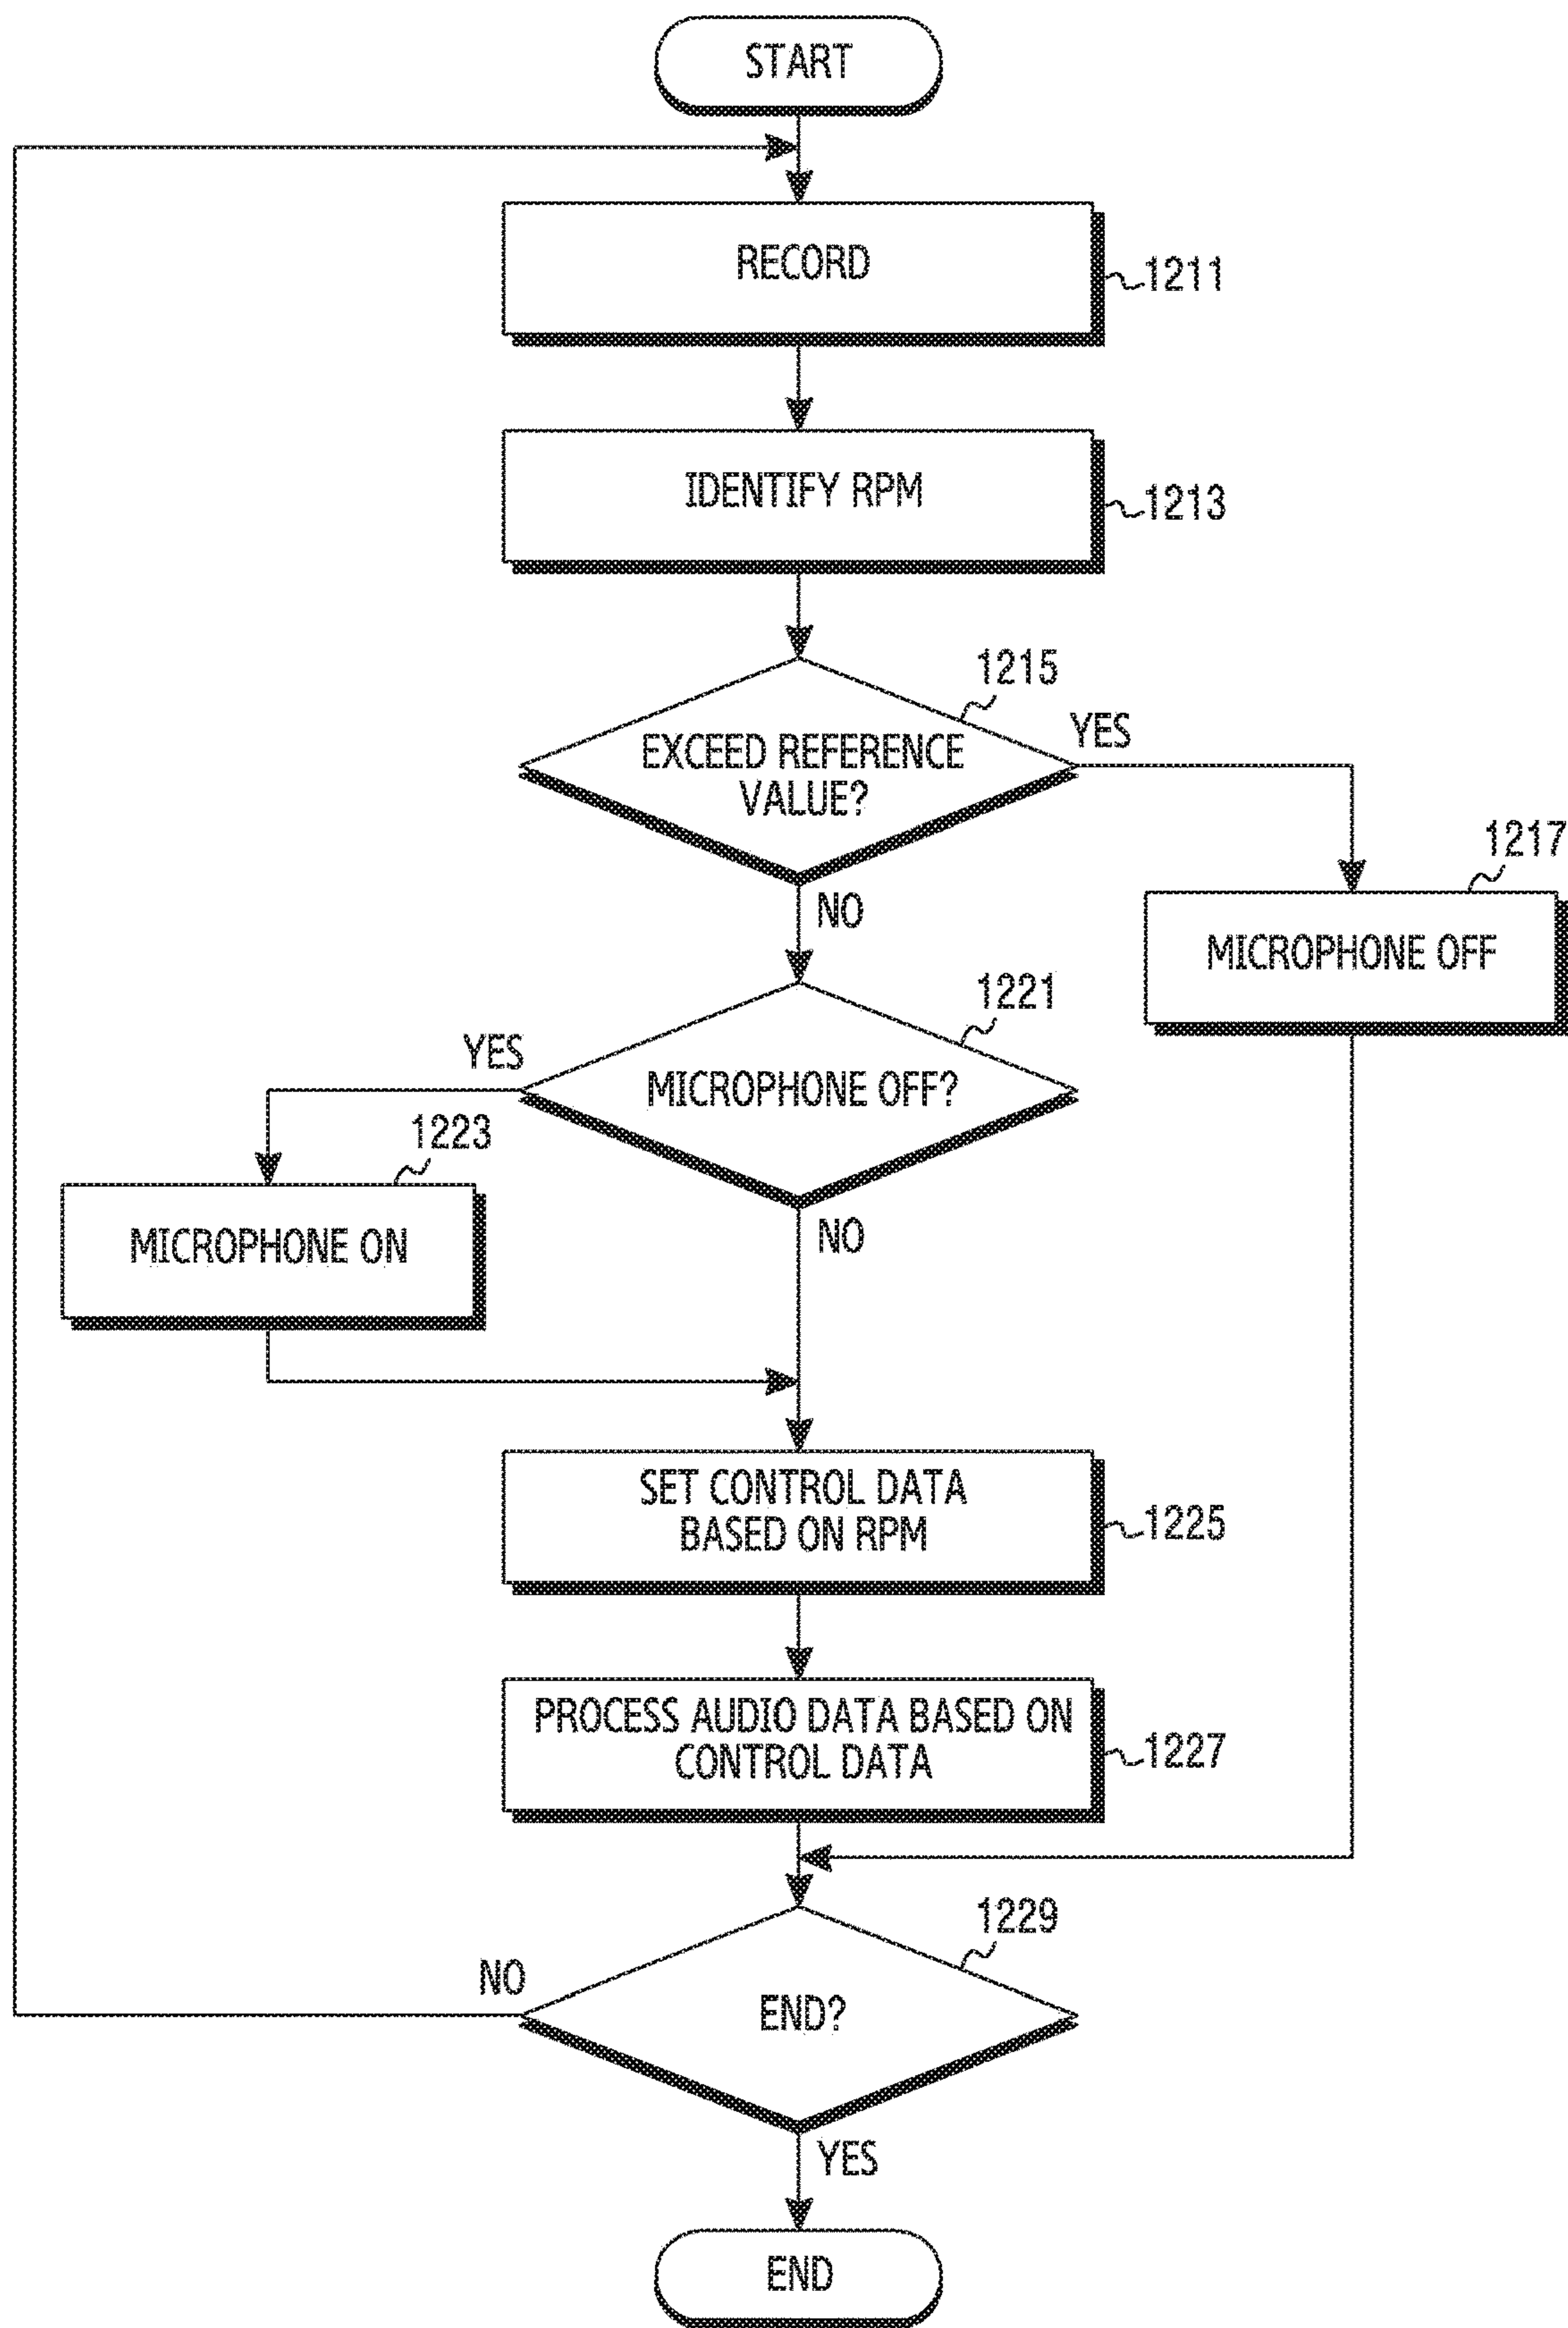 START
RECORD
1211
IDENTIFY RPM
1213
1215
EXCEED REFERENCE
VALUE?
YES
NO
1217
MICROPHONE OFF
1221
MICROPHONE OFF?
YES
NO
1223
MICROPHONE ON
SET CONTROL DATA
BASED ON RPM
1225
PROCESS AUDIO DATA BASED ON
CONTROL DATA
1227
1229
END?
NO
YES
END